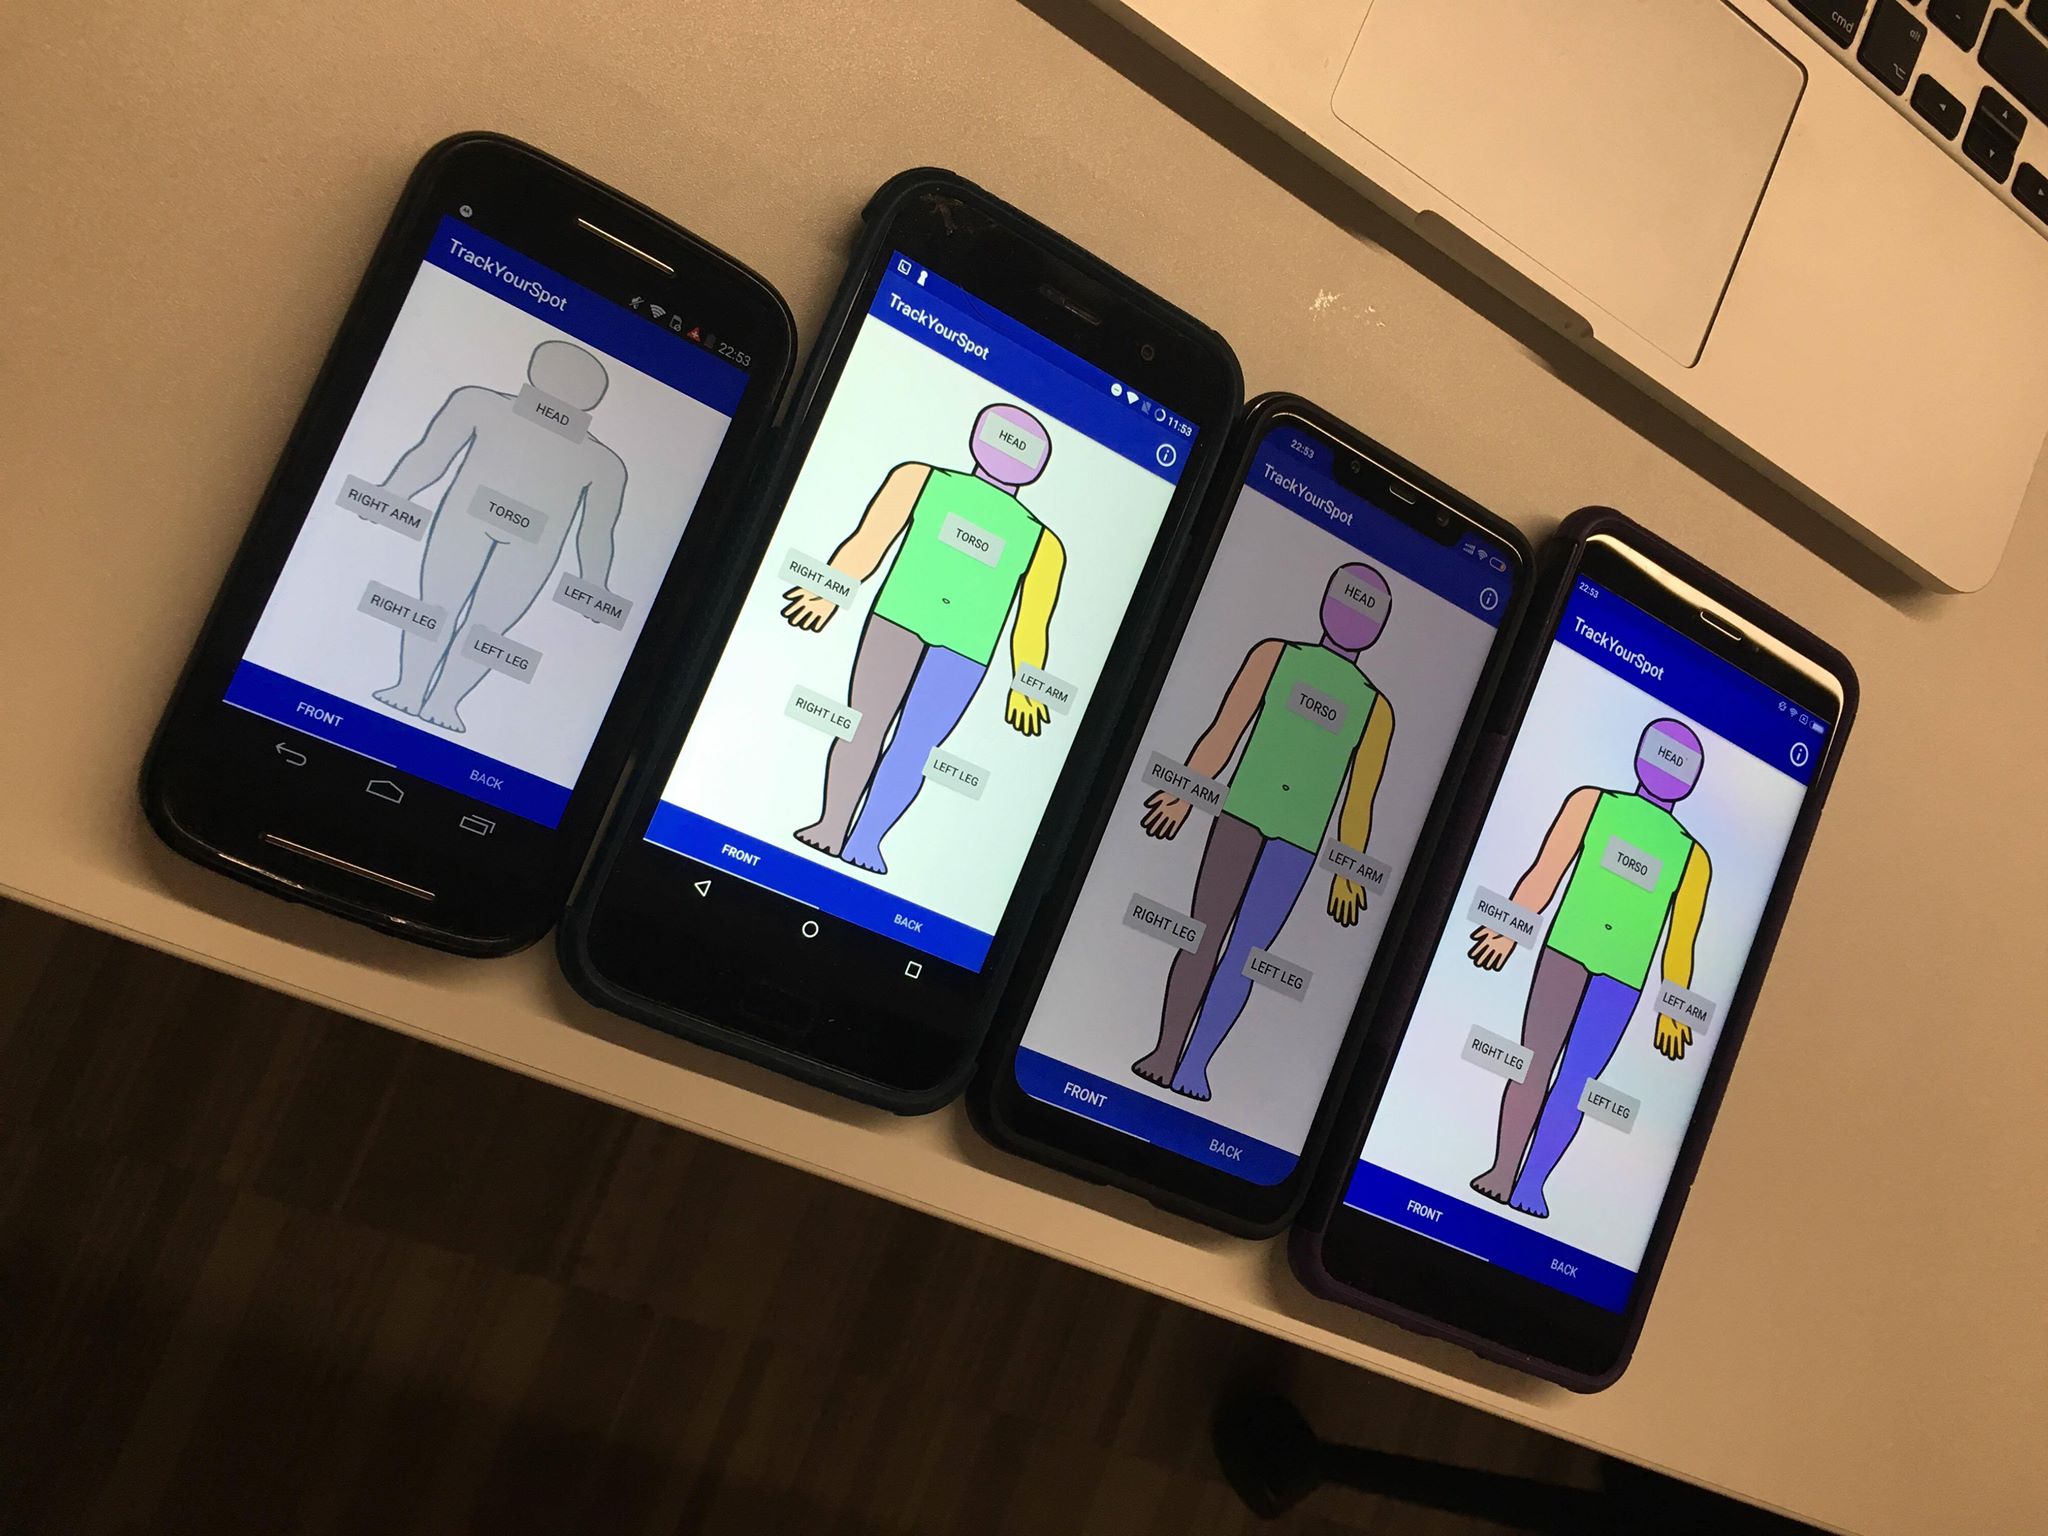 TrackYourSpot
22:53
HEAD
RIGHT ARM
TORSO
LEFT ARM
RIGHT LEG
LEFT LEG
FRONT
BACK
TrackYourSpot
11:53
HEAD
TORSO
RIGHT ARM
LEFT ARM
RIGHT LEG
LEFT LEG
FRONT
BACK
22:53
TrackYourSpot
HEAD
TORSO
RIGHT ARM
LEFT ARM
RIGHT LEG
LEFT LEG
FRONT
BACK
22:53
TrackYourSpot
HEAD
TORSO
RIGHT ARM
LEFT ARM
RIGHT LEG
LEFT LEG
FRONT
BACK
cmd
alt